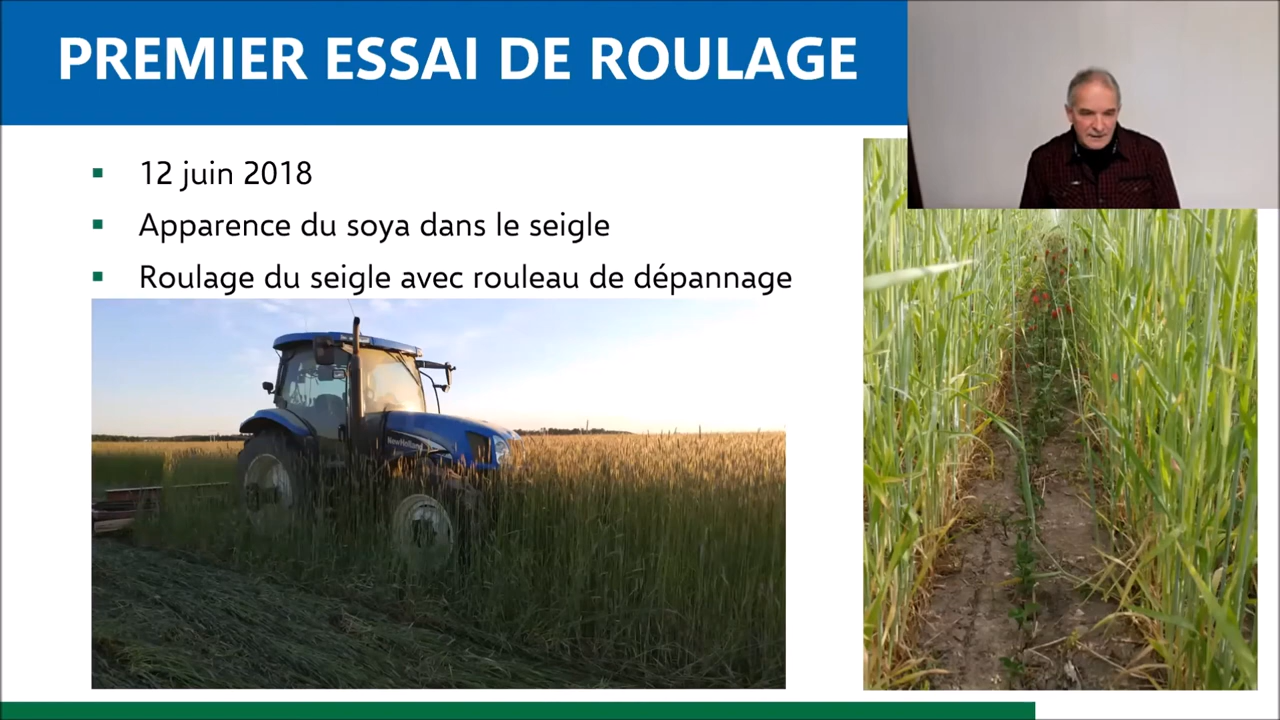 PREMIER ESSAI DE ROULAGE
12 juin 2018
Apparence du soya dans le seigle
Roulage du seigle avec rouleau de dépannage
NewHolland